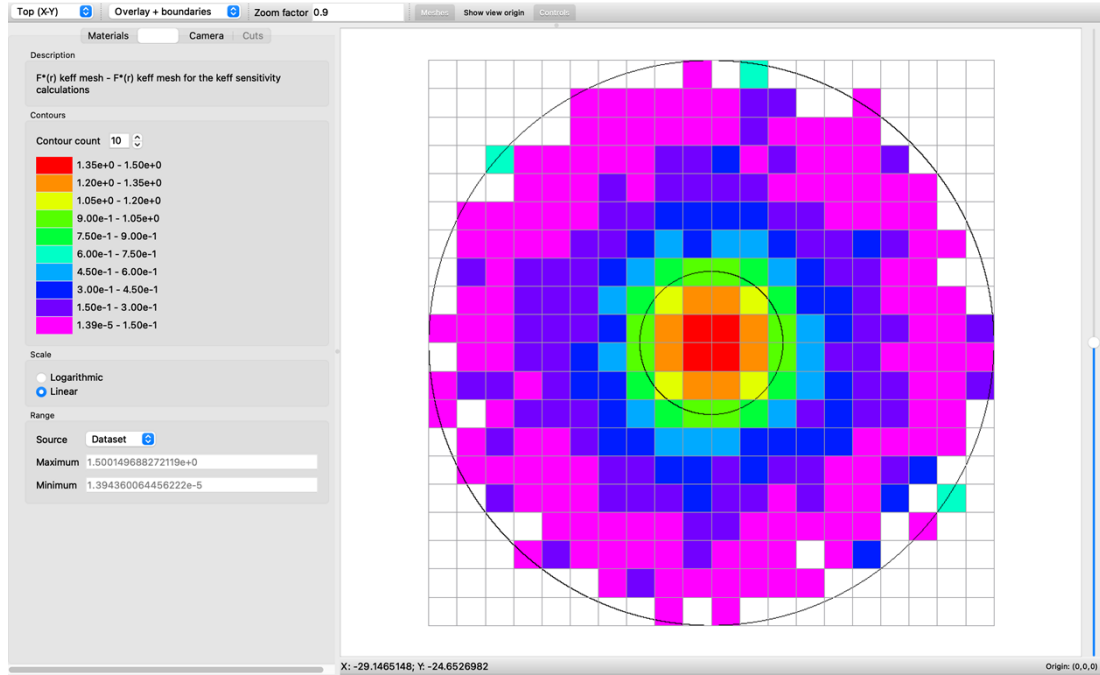 Top (X-Y) Overlay + boundaries Zoom factor 0.9 Meshes Show view origin Controls
Materials Camera Cuts
Description
F*(r) keff mesh - F*(r) keff mesh for the keff sensitivity
calculations
Contours
Contour count 10
1.35e+0 - 1.50e+0
1.20e+0 - 1.35e+0
1.05e+0 - 1.20e+0
9.00e-1 - 1.05e+0
7.50e-1 - 9.00e-1
6.00e-1 - 7.50e-1
4.50e-1 - 6.00e-1
3.00e-1 - 4.50e-1
1.50e-1 - 3.00e-1
1.39e-5 - 1.50e-1
Scale
Logarithmic
Linear
Range
Source Dataset
Maximum 1.500149688272119e+0
Minimum 1.394360064456222e-5
X: -29.1465148; Y: -24.6526982 Origin: (0,0,0)